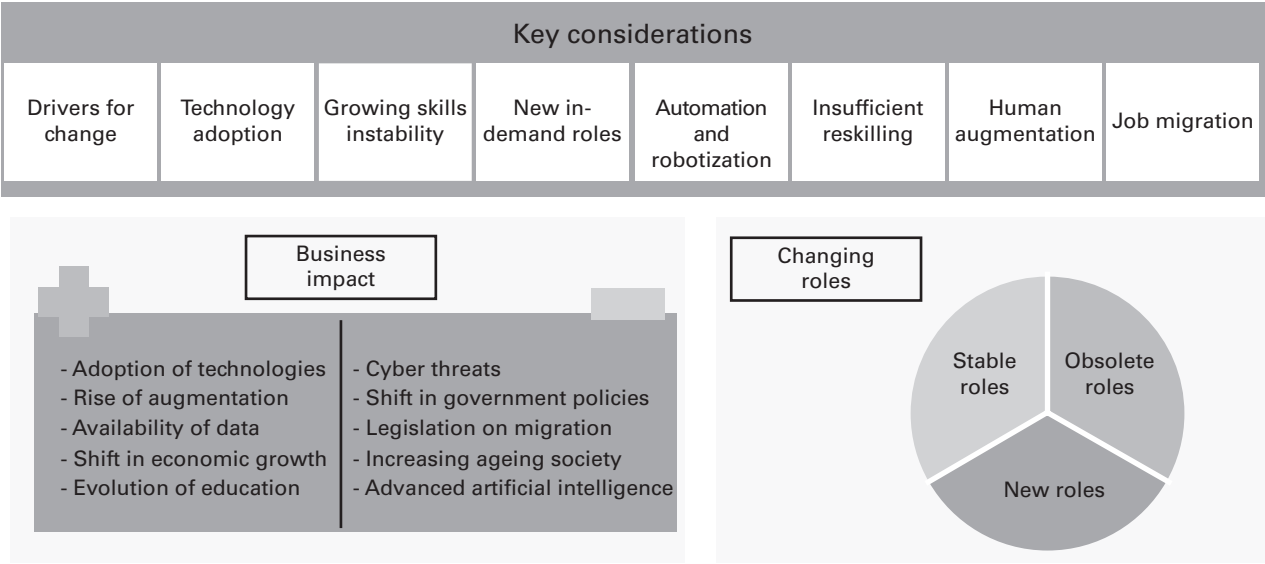 Key considerations
Drivers for
change
Technology
adoption
Growing skills
instability
New in-
demand roles
Automation
and
robotization
Insufficient
reskilling
Human
augmentation
Job migration
Business
impact
- Adoption of technologies
- Rise of augmentation
- Availability of data
- Shift in economic growth
- Evolution of education
- Cyber threats
- Shift in government policies
- Legislation on migration
- Increasing ageing society
- Advanced artificial intelligence
Changing
roles
Stable
roles
Obsolete
roles
New roles